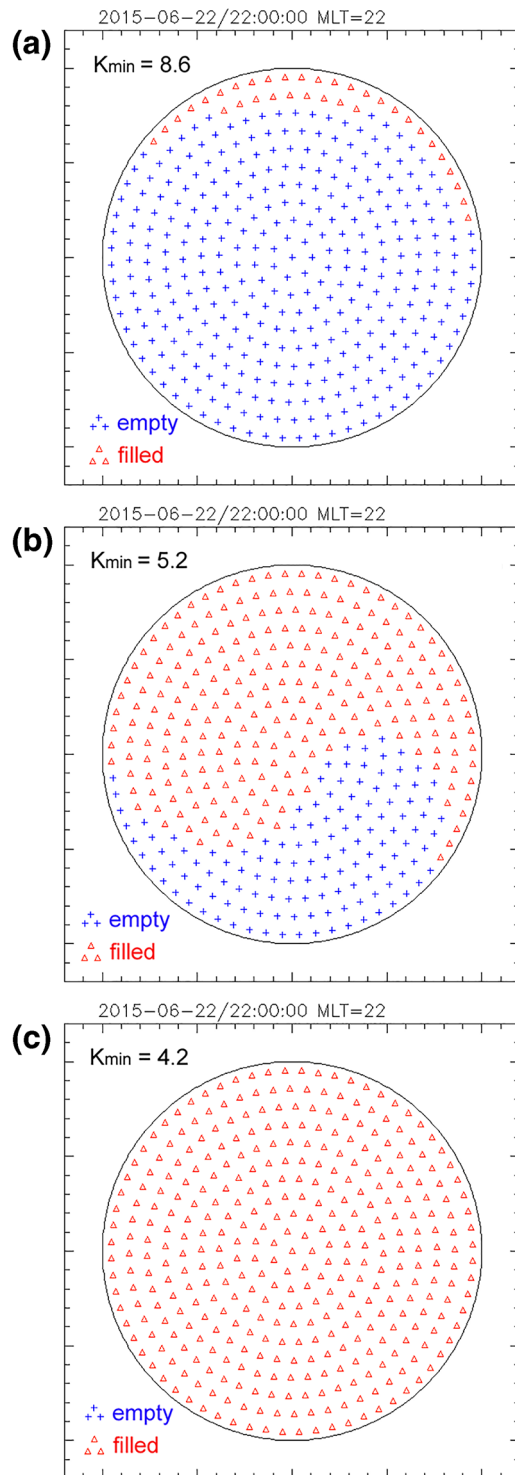 2015-06-22/22:00:00 MLT=22
(a)
Kmin = 8.6
empty
filled
2015-06-22/22:00:00 MLT=22
(b)
Kmin = 5.2
empty
filled
2015-06-22/22:00:00 MLT=22
(c)
Kmin = 4.2
empty
filled